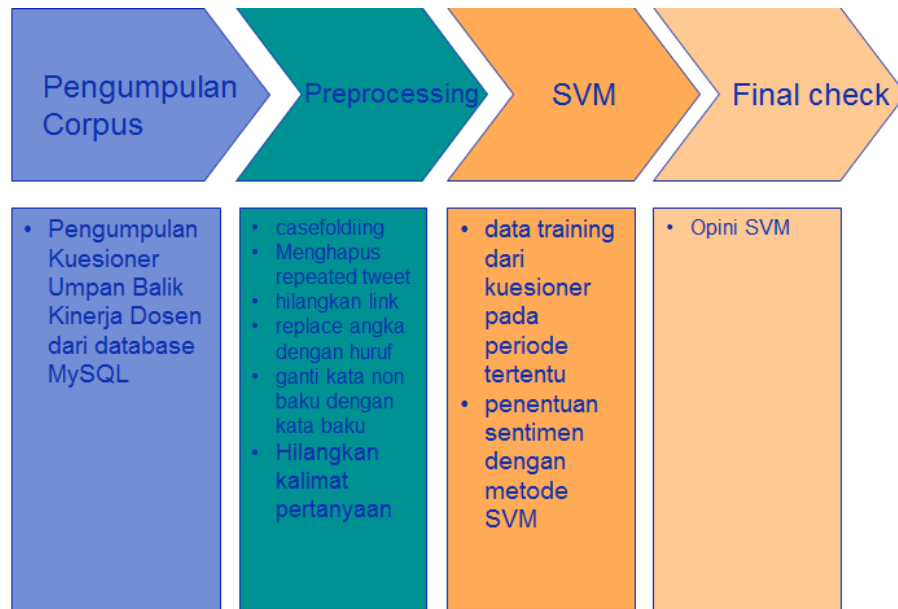 Pengumpulan
Corpus
Preprocessing
SVM
Final check
• Pengumpulan
Kuesioner
Umpan Balik
Kinerja Dosen
dari database
MySQL
• casefoldiing
• Menghapus
repeated tweet
• hilangkan link
• replace angka
dengan huruf
• ganti kata non
baku dengan
kata baku
• Hilangkan
kalimat
pertanyaan
• data training
dari
kuesioner
pada
periode
tertentu
• penentuan
sentimen
dengan
metode
SVM
• Opini SVM